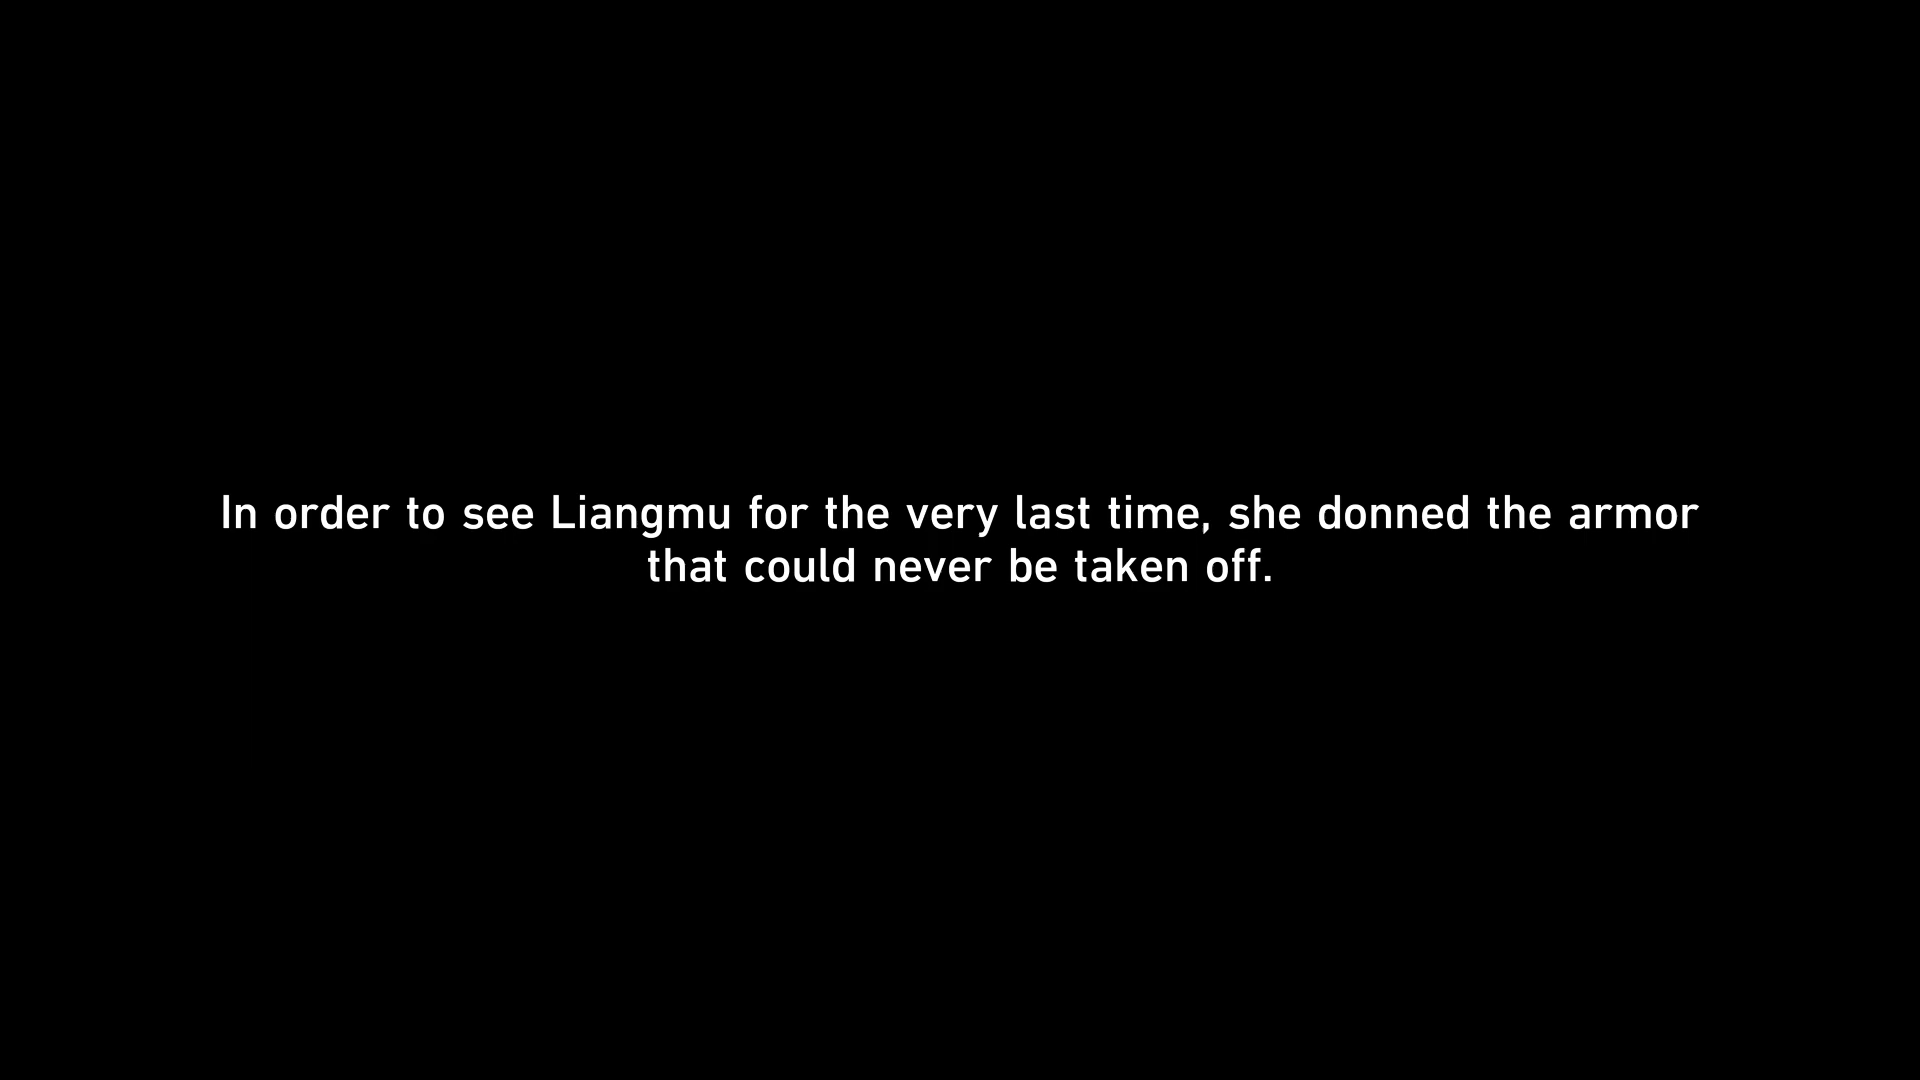 In order to see Liangmu for the very last time, she donned the armor
that could never be taken off.